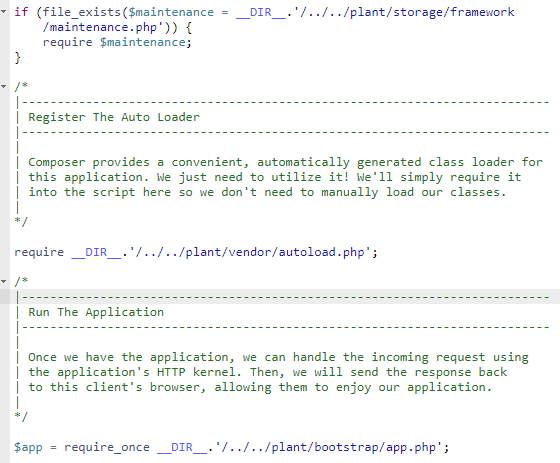 if (file_exists($maintenance = __DIR__.'/../../plant/storage/framework
/maintenance.php')) {
require $maintenance;
}
/*
|--------------------------------------------------------------------------
| Register The Auto Loader
|--------------------------------------------------------------------------
|
| Composer provides a convenient, automatically generated class loader for
| this application. We just need to utilize it! We'll simply require it
| into the script here so we don't need to manually load our classes.
|
*/
require __DIR__.'/../../plant/vendor/autoload.php';
/*
|--------------------------------------------------------------------------
| Run The Application
|--------------------------------------------------------------------------
|
| Once we have the application, we can handle the incoming request using
| the application's HTTP kernel. Then, we will send the response back
| to this client's browser, allowing them to enjoy our application.
|
*/
$app = require_once __DIR__.'/../../plant/bootstrap/app.php';